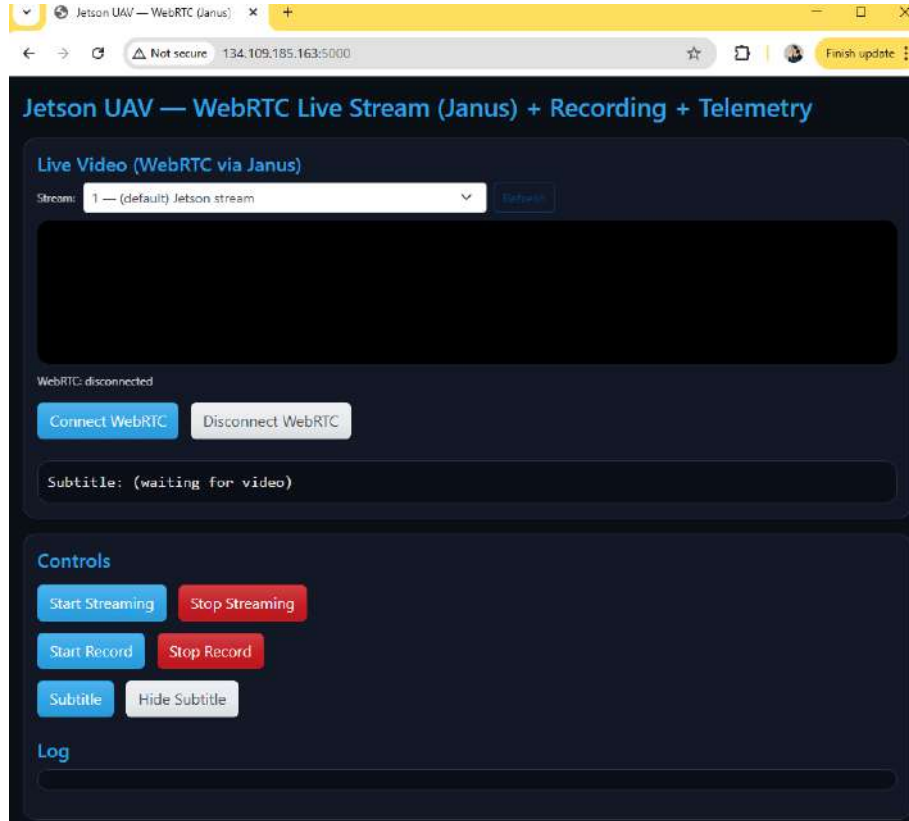 Jetson UAV — WebRTC (Janus)
Not secure 134.109.185.163:5000 Finish update
Jetson UAV — WebRTC Live Stream (Janus) + Recording + Telemetry
Live Video (WebRTC via Janus)
Stream: 1 — (default) Jetson stream Refresh
WebRTC: disconnected
Connect WebRTC Disconnect WebRTC
Subtitle: (waiting for video)
Controls
Start Streaming Stop Streaming
Start Record Stop Record
Subtitle Hide Subtitle
Log